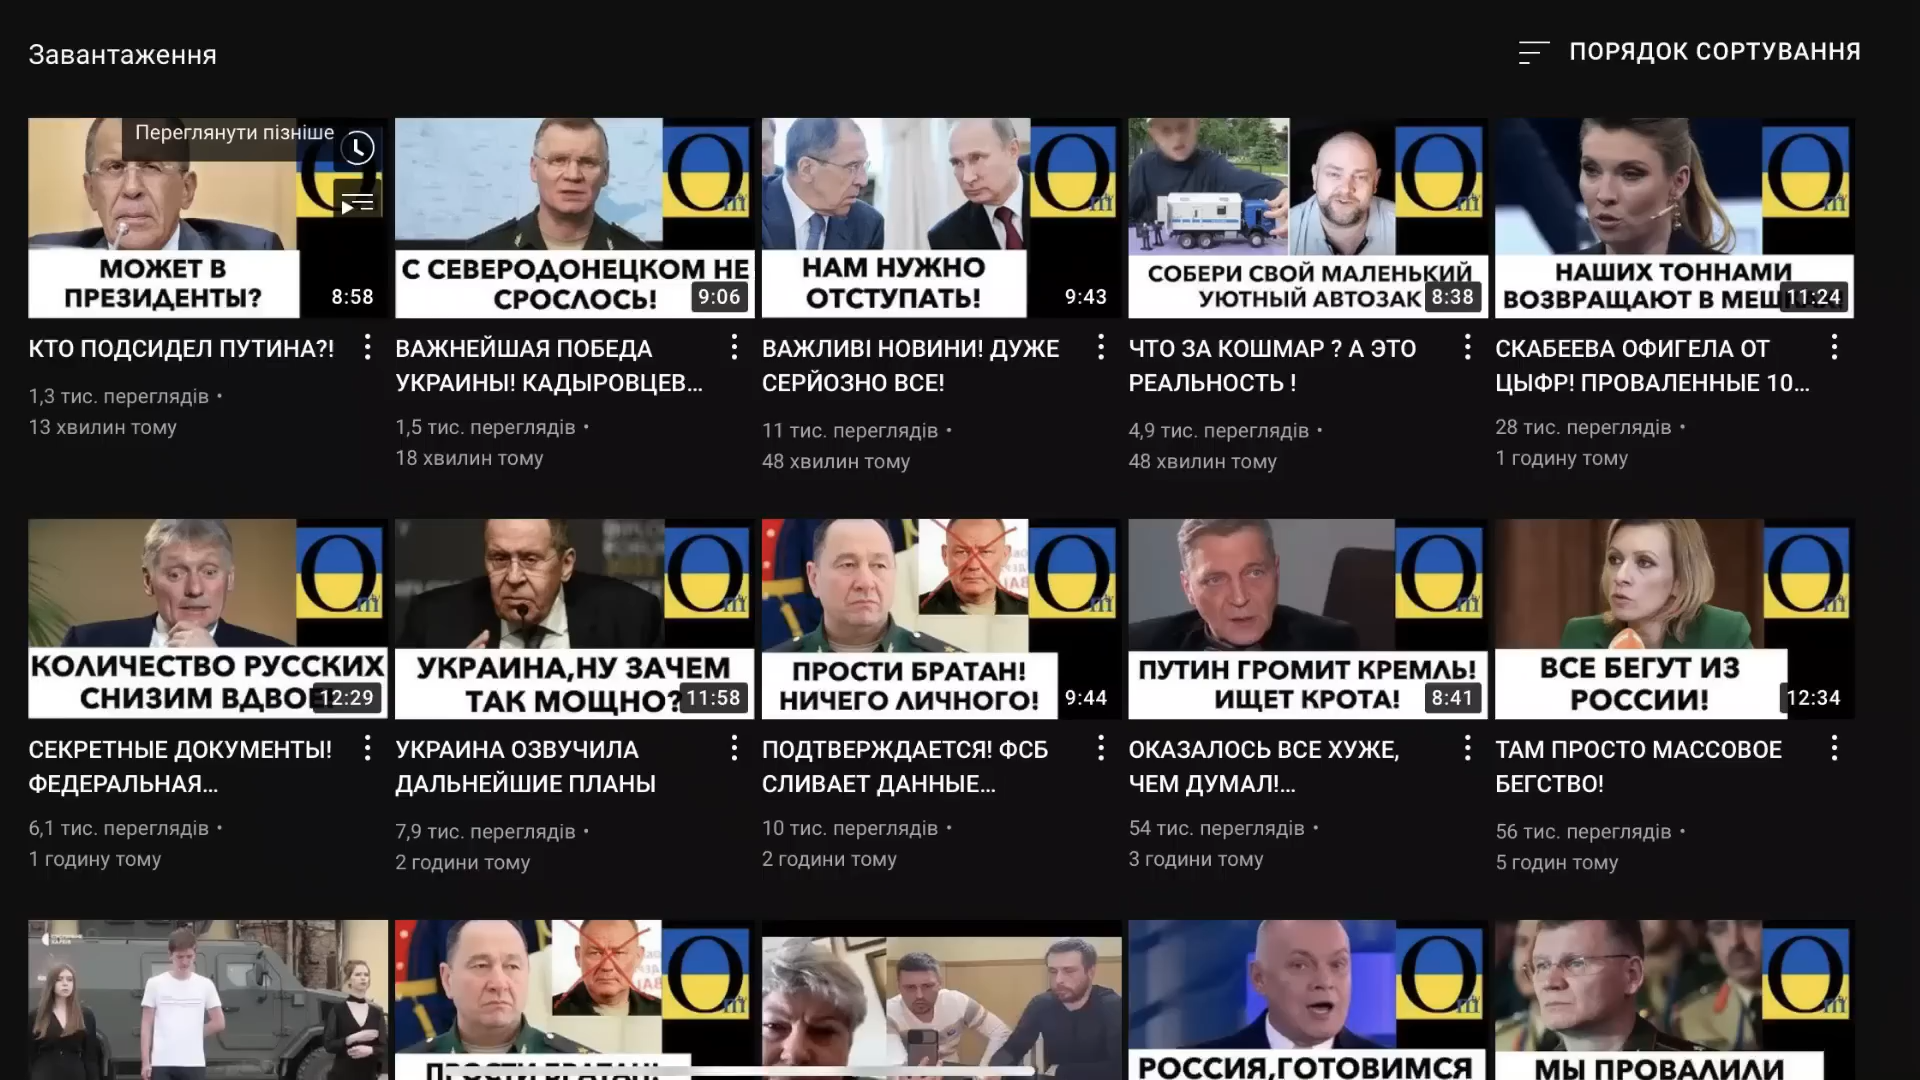 Завантаження
ПОРЯДОК СОРТУВАННЯ
Переглянути пізніше
МОЖЕТ В
ПРЕЗИДЕНТЫ?
8:58
С СЕВЕРОДОНЕЦКОМ НЕ
СРОСЛОСЬ!
9:06
НАМ НУЖНО
ОТСТУПАТЬ!
9:43
СОБЕРИ СВОЙ МАЛЕНЬКИЙ
УЮТНЫЙ АВТОЗАК
8:38
НАШИХ ТОННАМИ
ВОЗВРАЩАЮТ В
11:24
КТО ПОДСИДЕЛ ПУТИНА?!
1,3 тис. переглядів •
13 хвилин тому
ВАЖНЕЙШАЯ ПОБЕДА
УКРАИНЫ! КАДЫРОВЦЕВ...
1,5 тис. переглядів •
18 хвилин тому
ВАЖЛИВІ НОВИНИ! ДУЖЕ
СЕРЙОЗНО ВСЕ!
11 тис. переглядів •
48 хвилин тому
ЧТО ЗА КОШМАР ? А ЭТО
РЕАЛЬНОСТЬ !
4,9 тис. переглядів •
48 хвилин тому
СКАБЕЕВА ОФИГЕЛА ОТ
ЦЫФР! ПРОВАЛЕННЫЕ 10...
28 тис. переглядів •
1 годину тому
КОЛИЧЕСТВО РУССКИХ
СНИЗИМ ВДВОЕ
12:29
УКРАИНА,НУ ЗАЧЕМ
ТАК МОЩНО?
11:58
ПРОСТИ БРАТАН!
НИЧЕГО ЛИЧНОГО!
9:44
ПУТИН ГРОМИТ КРЕМЛЬ!
ИЩЕТ КРОТА!
8:41
ВСЕ БЕГУТ ИЗ
РОССИИ!
12:34
СЕКРЕТНЫЕ ДОКУМЕНТЫ!
ФЕДЕРАЛЬНАЯ...
6,1 тис. переглядів •
1 годину тому
УКРАИНА ОЗВУЧИЛА
ДАЛЬНЕЙШИЕ ПЛАНЫ
7,9 тис. переглядів •
2 години тому
ПОДТВЕРЖДАЕТСЯ! ФСБ
СЛИВАЕТ ДАННЫЕ...
10 тис. переглядів •
2 години тому
ОКАЗАЛОСЬ ВСЕ ХУЖЕ,
ЧЕМ ДУМАЛ!...
54 тис. переглядів •
3 години тому
ТАМ ПРОСТО МАССОВОЕ
БЕГСТВО!
56 тис. переглядів •
5 годин тому
ПРОСТИ БРАТАН!
РОССИЯ,ГОТОВИМСЯ
МЫ ПРОВАЛИЛИ